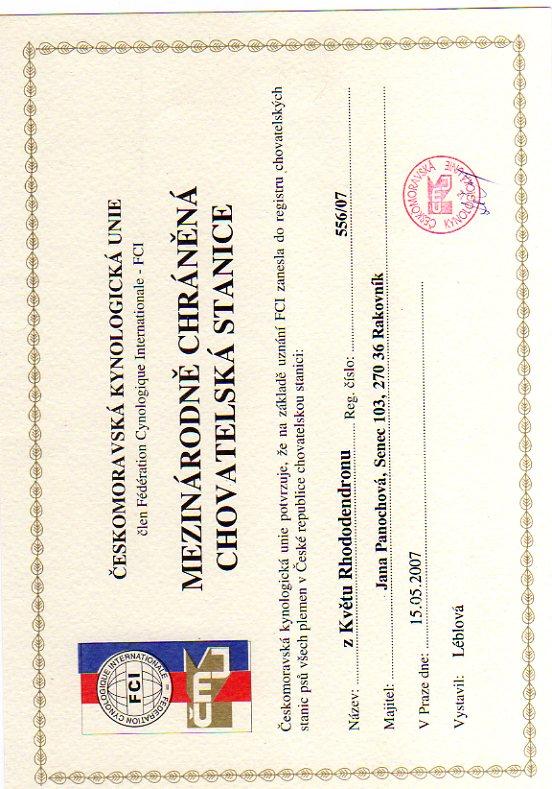 ČESKOMORAVSKÁ KYNOLOGICKÁ UNIE
člen Fédération Cynologique Internationale - FCI
MEZINÁRODNĚ CHRÁNĚNÁ
CHOVATELSKÁ STANICE
FEDERATION CYNOLOGIQUE INTERNATIONALE
FCI
ČMKU
Českomoravská kynologická unie potvrzuje, že na základě uznání FCI zanesla do registru chovatelských
stanic psů všech plemen v České republice chovatelskou stanici:
Název: z Květu Rhododendronu Reg. číslo: 556/07
Majitel: Jana Panochová, Senec 103, 270 36 Rakovník
V Praze dne: 15.05.2007
Vystavil: Léblová
ČESKOMORAVSKÁ
KYNOLOGICKÁ UNIE